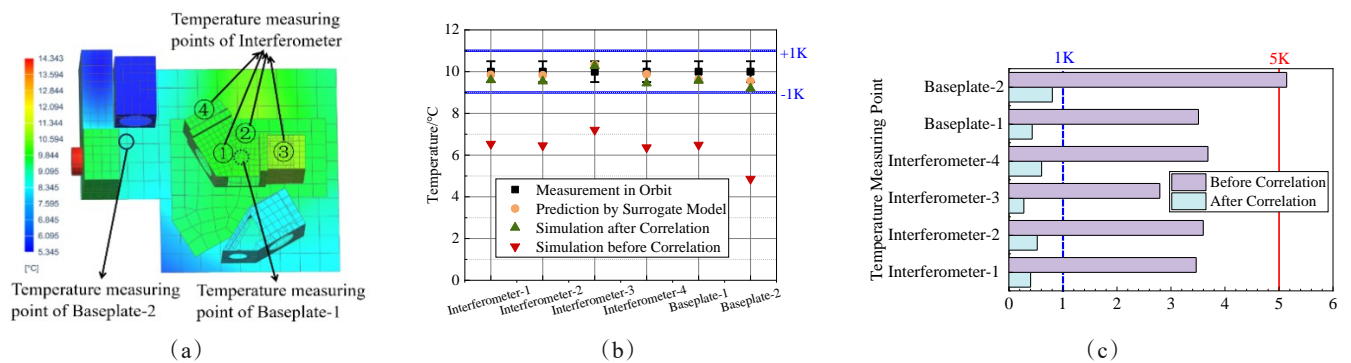 Temperature measuring
points of Interferometer
14.343
13.594
12.844
12.094
11.344
10.594
9.844
9.094
8.345
7.595
6.845
6.095
5.345
[°C]
④
②
①
③
Temperature measuring
point of Baseplate-2
Temperature measuring
point of Baseplate-1
(a)
Temperature/°C
12
10
8
6
4
2
0
+1K
-1K
Measurement in Orbit
Prediction by Surrogate Model
Simulation after Correlation
Simulation before Correlation
Interferometer-1
Interferometer-2
Interferometer-3
Interferometer-4
Baseplate-1
Baseplate-2
(b)
Temperature Measuring Point
1K
5K
Baseplate-2
Baseplate-1
Interferometer-4
Interferometer-3
Interferometer-2
Interferometer-1
Before Correlation
After Correlation
0
1
2
3
4
5
6
(c)